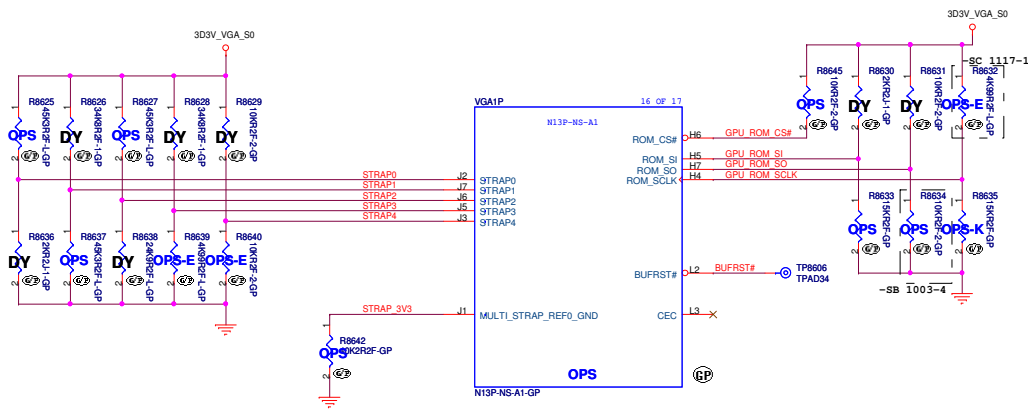 3D3V_VGA_S0
3D3V_VGA_S0
-SC 1117-1
R8625
45K3R2F-L-GP
OPS
R8626
34K8R2F-1-GP
DY
R8627
45K3R2F-L-GP
OPS
R8628
34K8R2F-1-GP
DY
R8629
10KR2F-2-GP
1
2
GP
R8645
10KR2F-2-GP
OPS
R8630
2KR2J-1-GP
DY
R8631
10KR2F-2-GP
DY
R8632
4K99R2F-L-GP
OPS-E
VGA1P
16 OF 17
N13P-NS-A1
STRAP0 J2 STRAP0
STRAP1 J7 STRAP1
STRAP2 J6 STRAP2
STRAP3 J5 STRAP3
STRAP4 J3 STRAP4
ROM_CS# H6 GPU_ROM_CS#
ROM_SI H5 GPU_ROM_SI
ROM_SO H7 GPU_ROM_SO
ROM_SCLK H4 GPU_ROM_SCLK
R8636
2KR2J-1-GP
DY
R8637
45K3R2F-L-GP
OPS
R8638
24K9R2F-L-GP
DY
R8639
4K99R2F-L-GP
OPS-E
R8640
10KR2F-2-GP
OPS-E
R8633
15KR2F-GP
OPS
R8634
10KR2F-2-GP
OPS
R8635
15KR2F-GP
OPS-K
-SB 1003-4
BUFRST# L2 BUFRST#
TP8606
TPAD34
STRAP_3V3 J1 MULTI_STRAP_REF0_GND
CEC L3
R8642
40K2R2F-GP
OPS
OPS
GP
N13P-NS-A1-GP